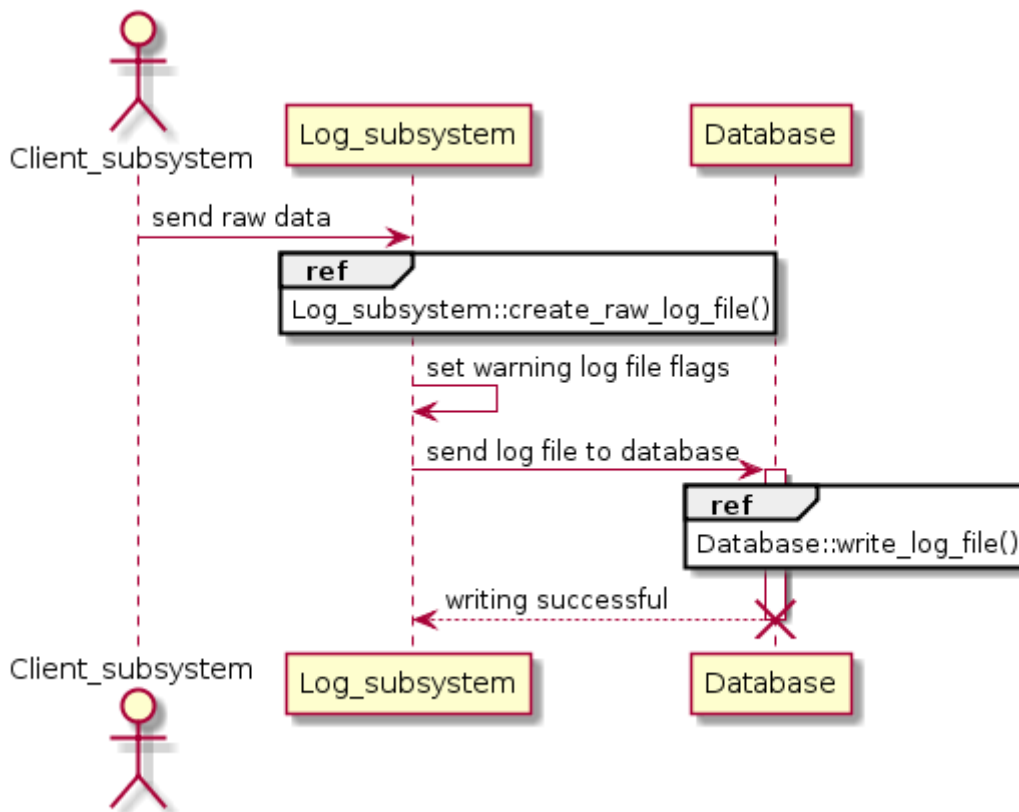 Client_subsystem
Log_subsystem
Database
send raw data
ref
Log_subsystem::create_raw_log_file()
set warning log file flags
send log file to database
ref
Database::write_log_file()
writing successful
Client_subsystem
Log_subsystem
Database